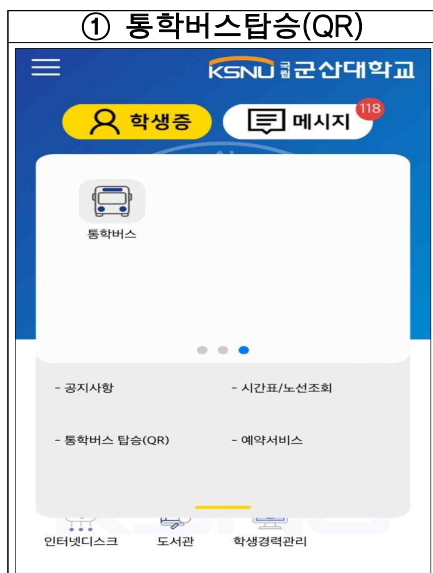 ① 통학버스탑승(QR)
KSNU 국립군산대학교
학생증 메시지 118
통학버스
- 공지사항 - 시간표/노선조회
- 통학버스 탑승(QR) - 예약서비스
인터넷디스크 도서관 학생경력관리